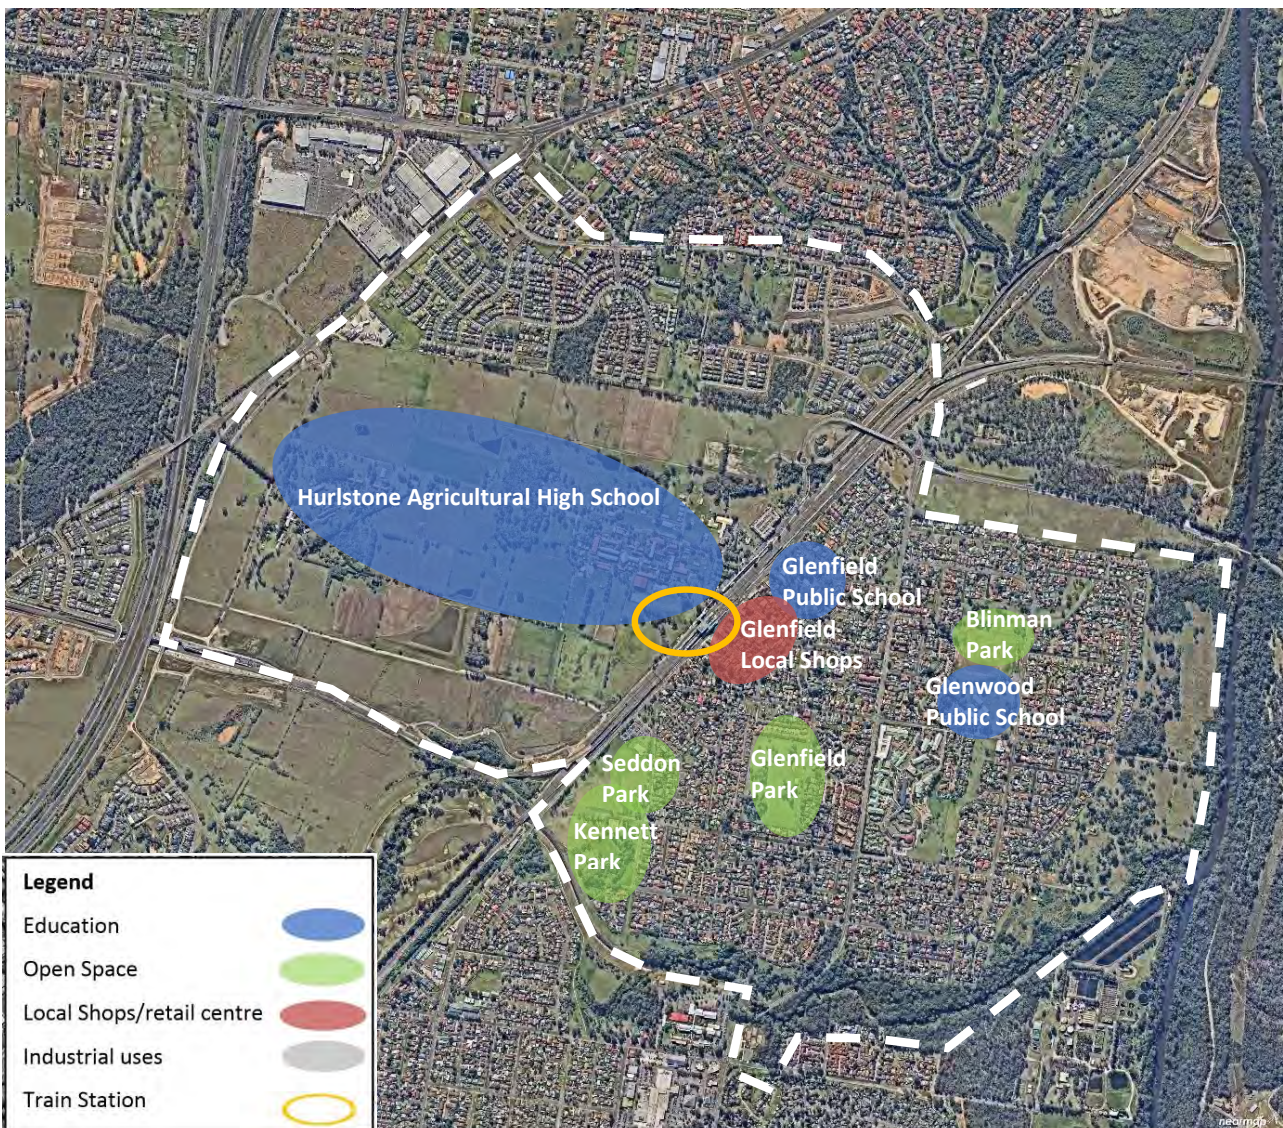 Hurlstone Agricultural High School
Glenfield
Public School
Glenfield
Local Shops
Blinman
Park
Glenwood
Public School
Seddon
Park
Glenfield
Park
Kennett
Park
Legend
Education
Open Space
Local Shops/retail centre
Industrial uses
Train Station
nearmap